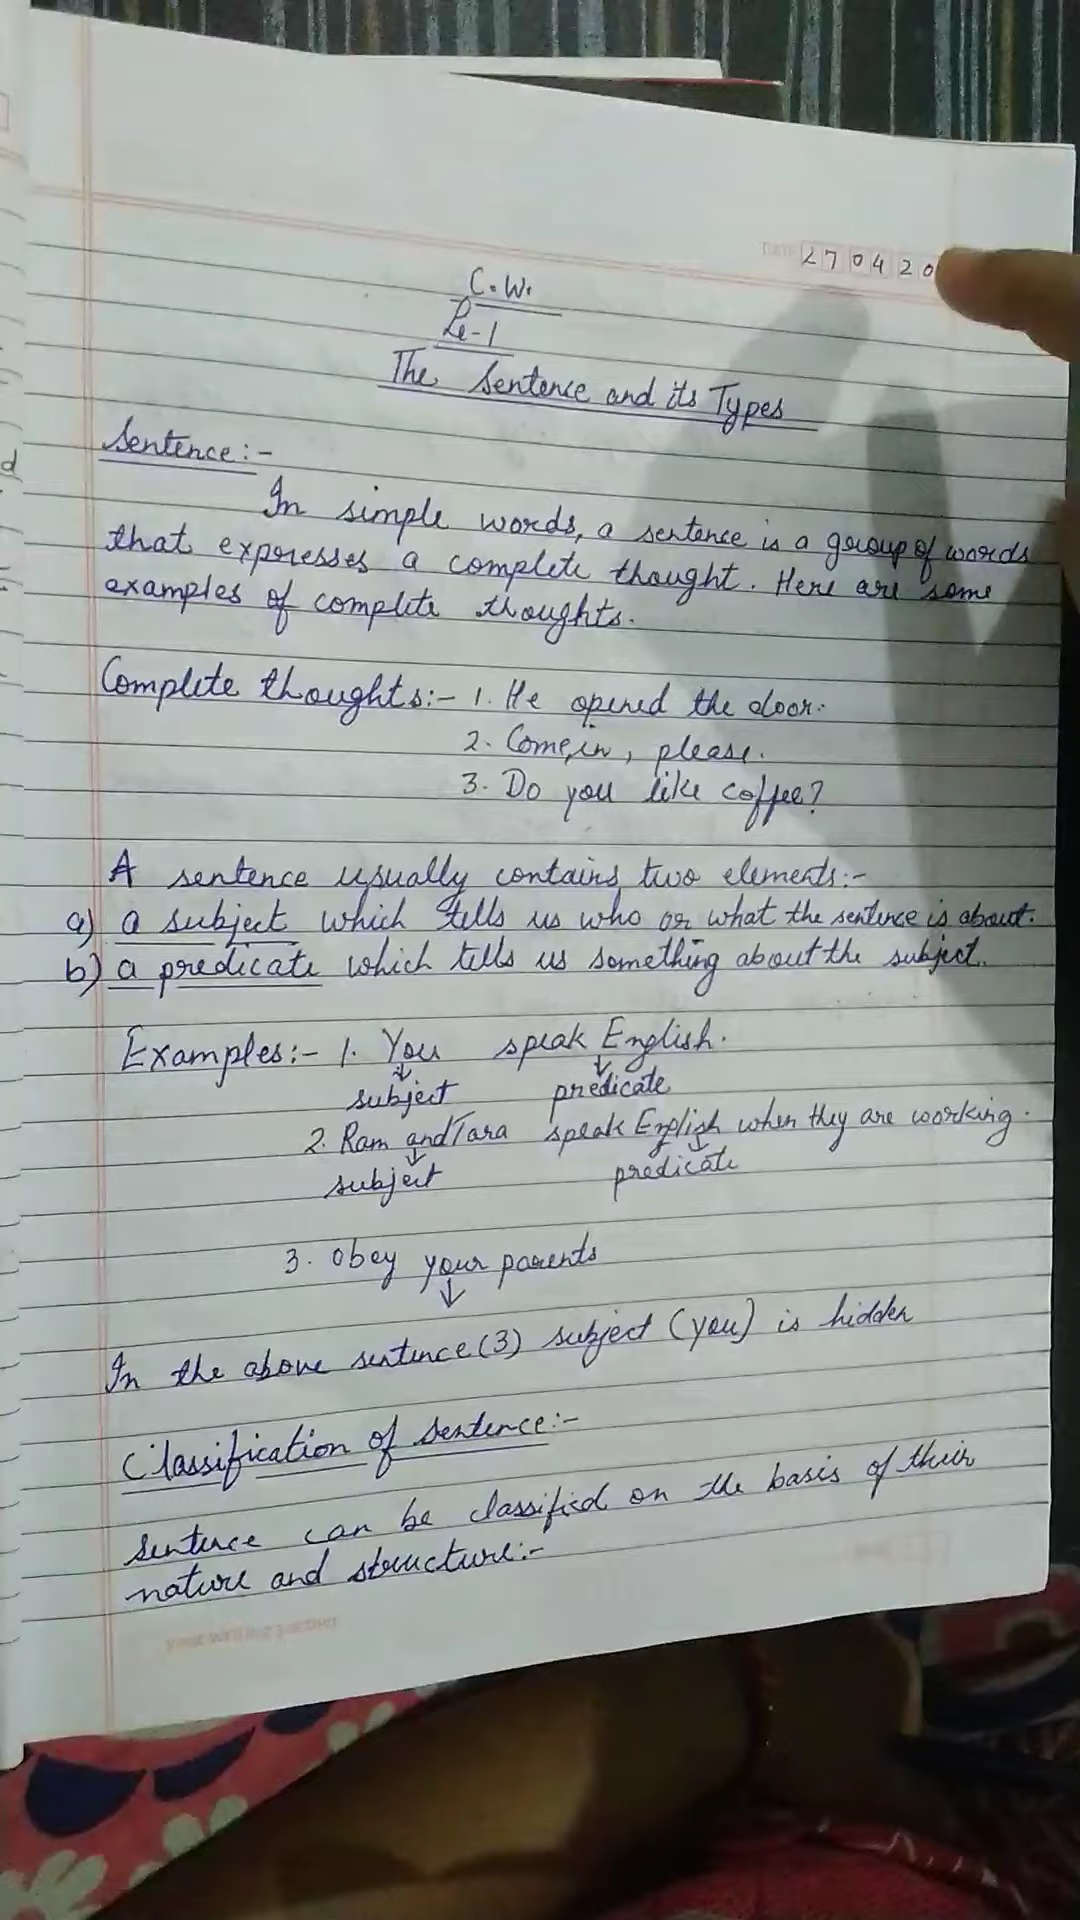 DATE 270420
C.W.
Le-1
The Sentence and its Types
Sentence:-
In simple words, a sentence is a group of words
that expresses a complete thought. Here are some
examples of complete thoughts.
Complete thoughts:- 1. He opened the door.
2. Come, in, please.
3. Do you like coffee?
A sentence usually contains two elements:-
a) a subject which tells us who or what the sentence is about.
b) a predicate which tells us something about the subject.
Examples:- 1. You speak English.
↓ ↓
subject predicate
2. Ram and Tara speak English when they are working.
↓ ↓
subject predicate
3. Obey your parents
↓
In the above sentence (3) subject (you) is hidden
Classification of sentence:-
Sentence can be classified on the basis of their
nature and structure:-